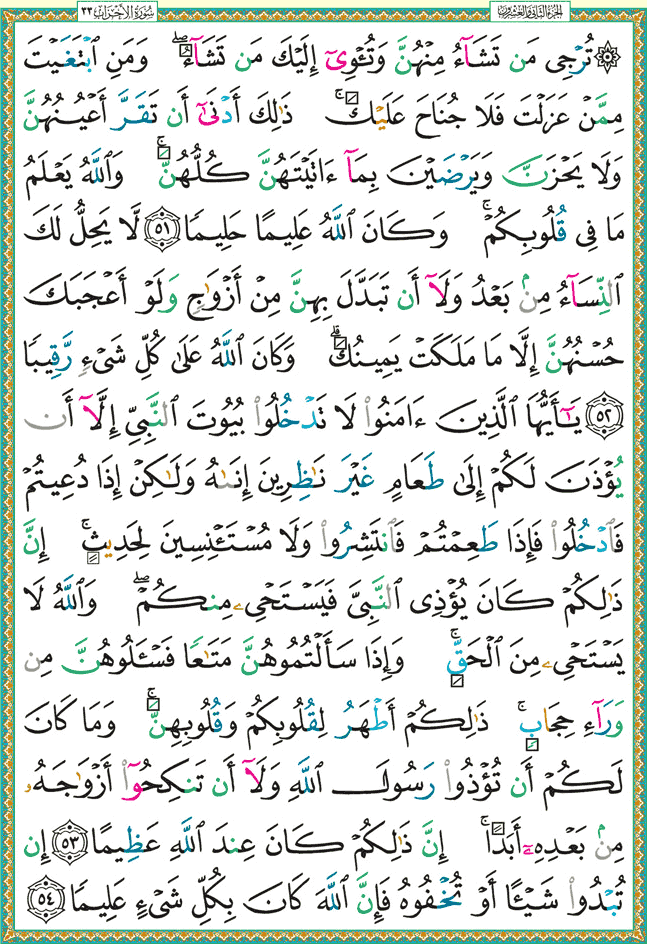 الجزء الثاني والعشرون
سورة الأحزاب ٣٣
۞ تُرْجِى مَن تَشَآءُ مِنْهُنَّ وَتُـْٔوِىٓ إِلَيْكَ مَن تَشَآءُۖ وَمَنِ ٱبْتَغَيْتَ
مِمَّنْ عَزَلْتَ فَلَا جُنَاحَ عَلَيْكَۚ ذَٰلِكَ أَدْنَىٰٓ أَن تَقَرَّ أَعْيُنُهُنَّ
وَلَا يَحْزَنَّ وَيَرْضَيْنَ بِمَآ ءَاتَيْتَهُنَّ كُلُّهُنَّۚ وَٱللَّهُ يَعْلَمُ
مَا فِى قُلُوبِكُمْۚ وَكَانَ ٱللَّهُ عَلِيمًا حَلِيمًا ٥١ لَّا يَحِلُّ لَكَ
ٱلنِّسَآءُ مِنۢ بَعْدُ وَلَآ أَن تَبَدَّلَ بِهِنَّ مِنْ أَزْوَٰجٍ وَلَوْ أَعْجَبَكَ
حُسْنُهُنَّ إِلَّا مَا مَلَكَتْ يَمِينُكَۗ وَكَانَ ٱللَّهُ عَلَىٰ كُلِّ شَىْءٍ رَّقِيبًا
٥٢ يَـٰٓأَيُّهَا ٱلَّذِينَ ءَامَنُوا۟ لَا تَدْخُلُوا۟ بُيُوتَ ٱلنَّبِىِّ إِلَّآ أَن
يُؤْذَنَ لَكُمْ إِلَىٰ طَعَامٍ غَيْرَ نَـٰظِرِينَ إِنَىٰهُ وَلَـٰكِنْ إِذَا دُعِيتُمْ
فَٱدْخُلُوا۟ فَإِذَا طَعِمْتُمْ فَٱنتَشِرُوا۟ وَلَا مُسْتَـْٔنِسِينَ لِحَدِيثٍۚ إِنَّ
ذَٰلِكُمْ كَانَ يُؤْذِى ٱلنَّبِىَّ فَيَسْتَحْىِۦ مِنكُمْۖ وَٱللَّهُ لَا
يَسْتَحْىِۦ مِنَ ٱلْحَقِّۚ وَإِذَا سَأَلْتُمُوهُنَّ مَتَـٰعًا فَسْـَٔلُوهُنَّ مِن
وَرَآءِ حِجَابٍۚ ذَٰلِكُمْ أَطْهَرُ لِقُلُوبِكُمْ وَقُلُوبِهِنَّۚ وَمَا كَانَ
لَكُمْ أَن تُؤْذُوا۟ رَسُولَ ٱللَّهِ وَلَآ أَن تَنكِحُوٓا۟ أَزْوَٰجَهُۥ
مِنۢ بَعْدِهِۦٓ أَبَدًاۚ إِنَّ ذَٰلِكُمْ كَانَ عِندَ ٱللَّهِ عَظِيمًا ٥٣ إِن
تُبْدُوا۟ شَيْـًٔا أَوْ تُخْفُوهُ فَإِنَّ ٱللَّهَ كَانَ بِكُلِّ شَىْءٍ عَلِيمًا ٥٤